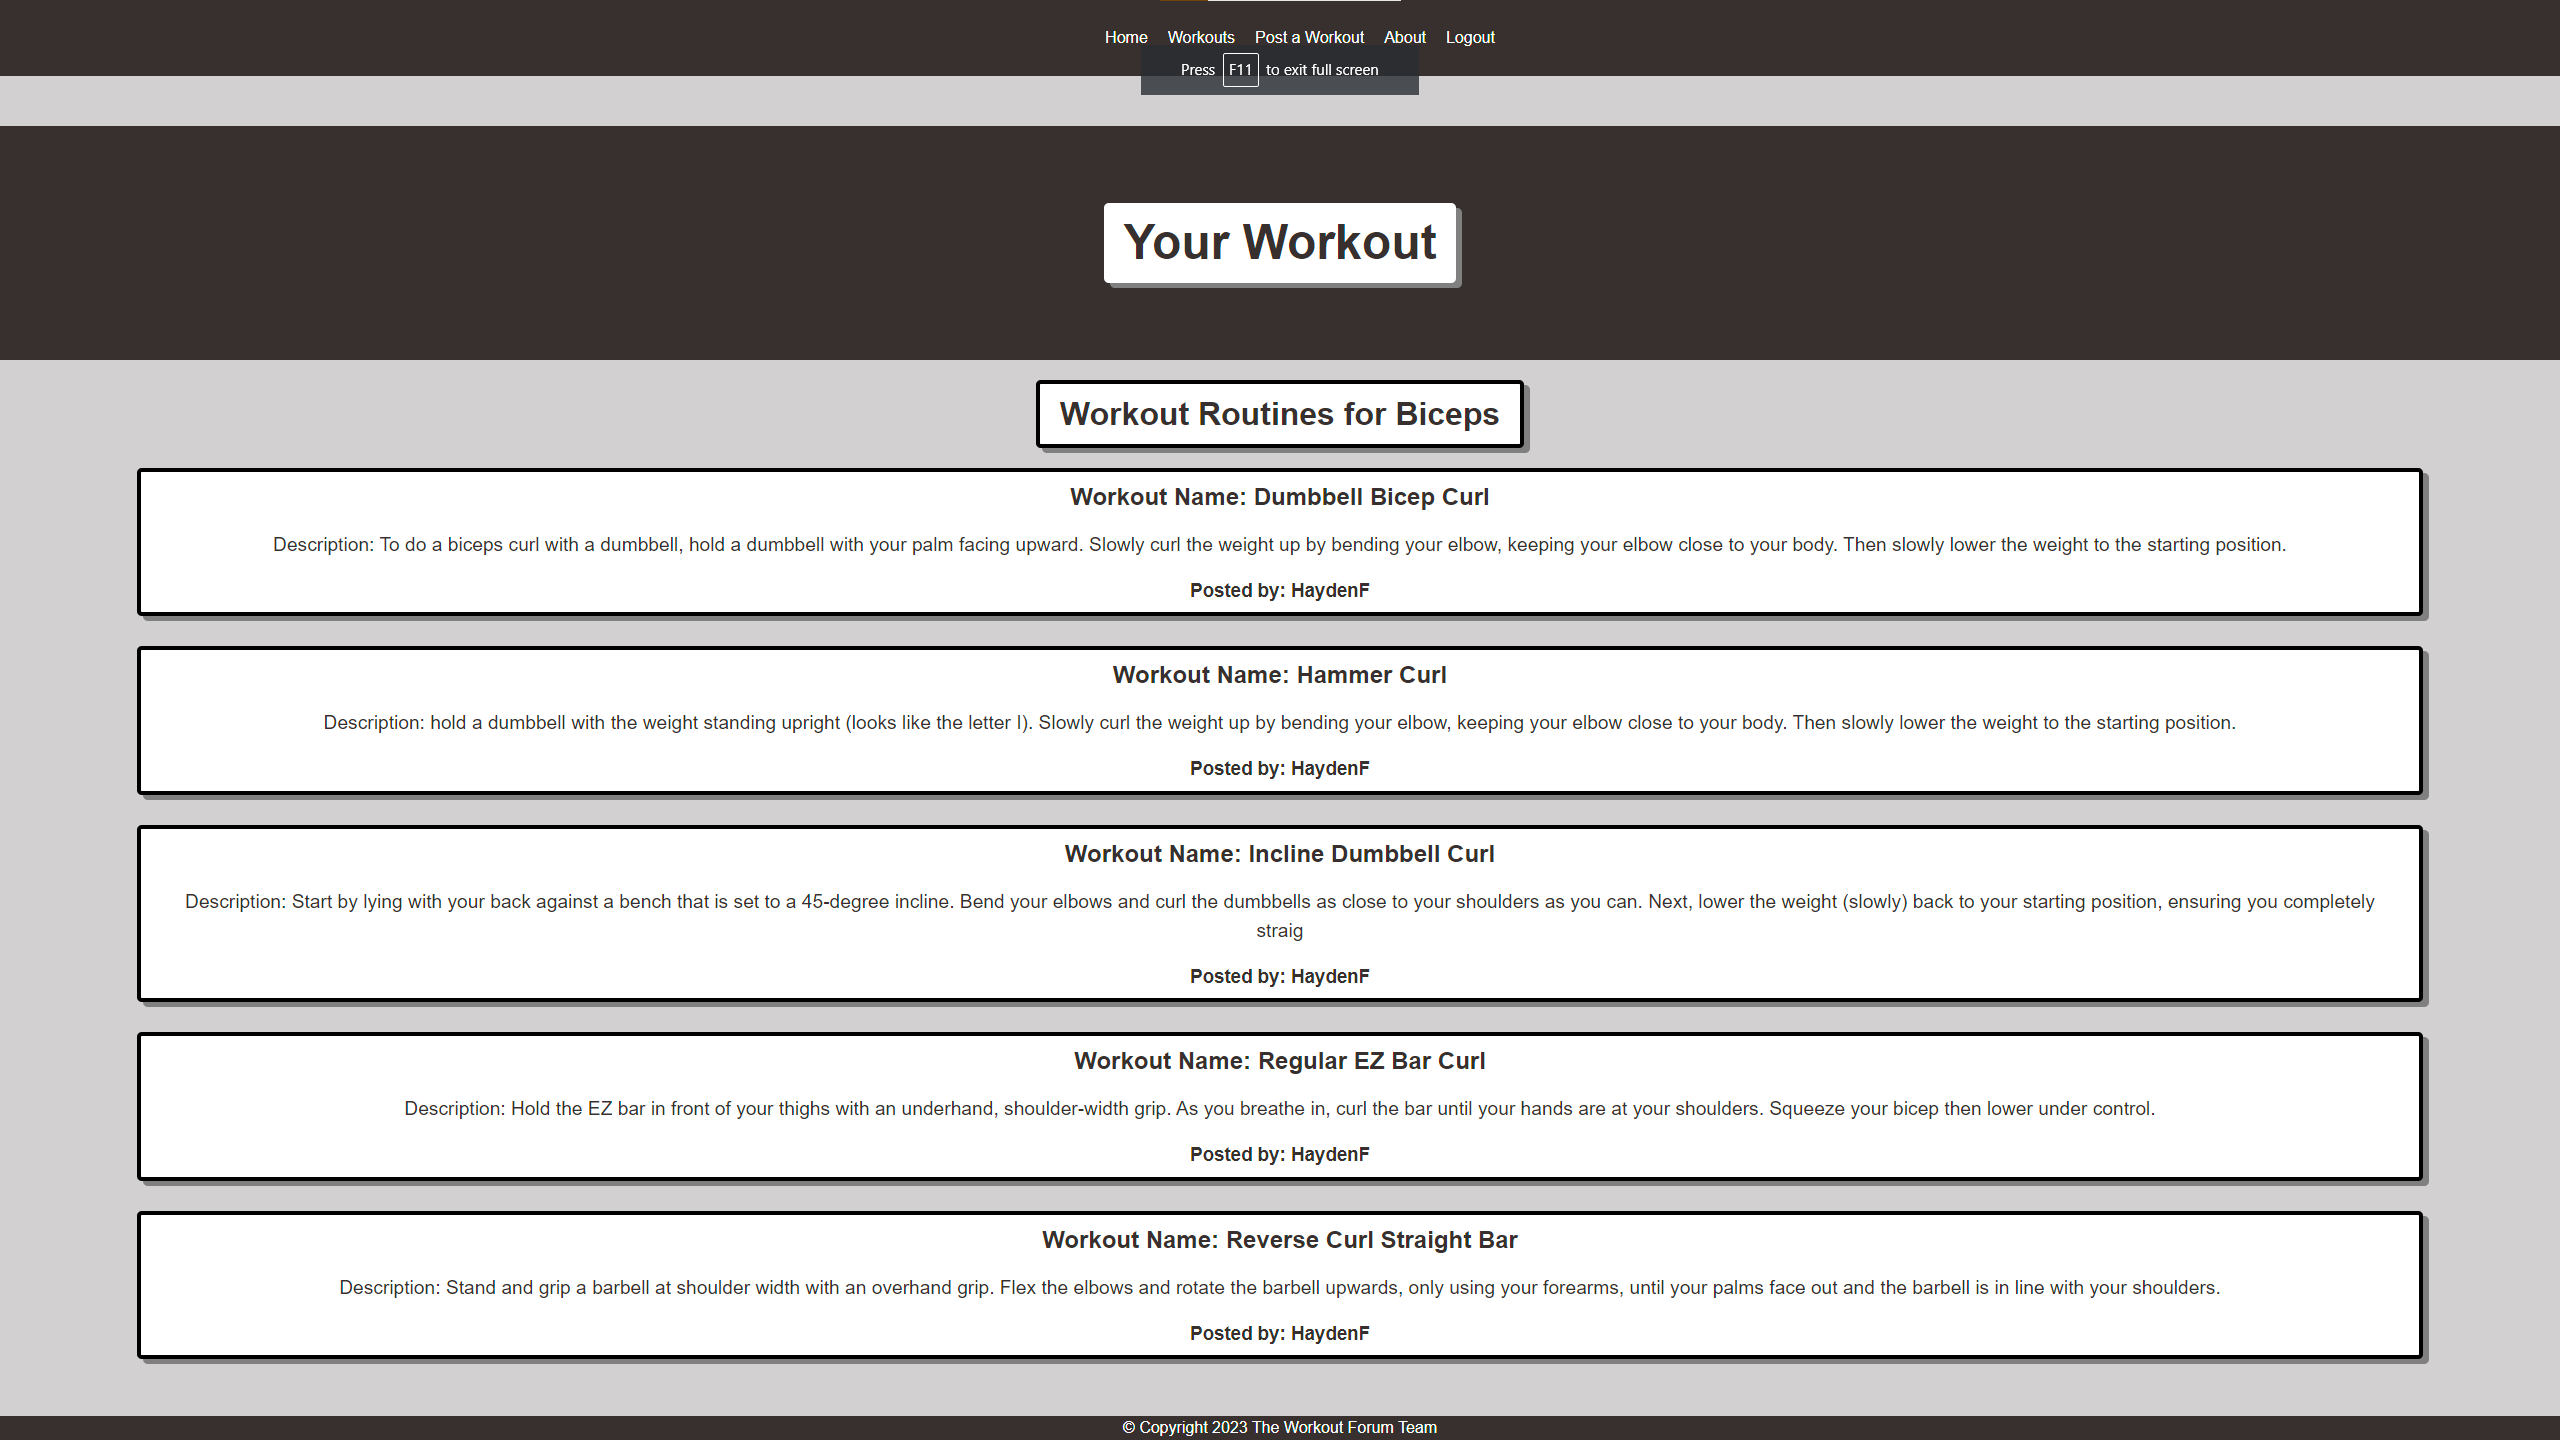 Home Workouts Post a Workout About Logout
Press F11 to exit full screen
Your Workout
Workout Routines for Biceps
Workout Name: Dumbbell Bicep Curl
Description: To do a biceps curl with a dumbbell, hold a dumbbell with your palm facing upward. Slowly curl the weight up by bending your elbow, keeping your elbow close to your body. Then slowly lower the weight to the starting position.
Posted by: HaydenF
Workout Name: Hammer Curl
Description: hold a dumbbell with the weight standing upright (looks like the letter I). Slowly curl the weight up by bending your elbow, keeping your elbow close to your body. Then slowly lower the weight to the starting position.
Posted by: HaydenF
Workout Name: Incline Dumbbell Curl
Description: Start by lying with your back against a bench that is set to a 45-degree incline. Bend your elbows and curl the dumbbells as close to your shoulders as you can. Next, lower the weight (slowly) back to your starting position, ensuring you completely
straig
Posted by: HaydenF
Workout Name: Regular EZ Bar Curl
Description: Hold the EZ bar in front of your thighs with an underhand, shoulder-width grip. As you breathe in, curl the bar until your hands are at your shoulders. Squeeze your bicep then lower under control.
Posted by: HaydenF
Workout Name: Reverse Curl Straight Bar
Description: Stand and grip a barbell at shoulder width with an overhand grip. Flex the elbows and rotate the barbell upwards, only using your forearms, until your palms face out and the barbell is in line with your shoulders.
Posted by: HaydenF
© Copyright 2023 The Workout Forum Team